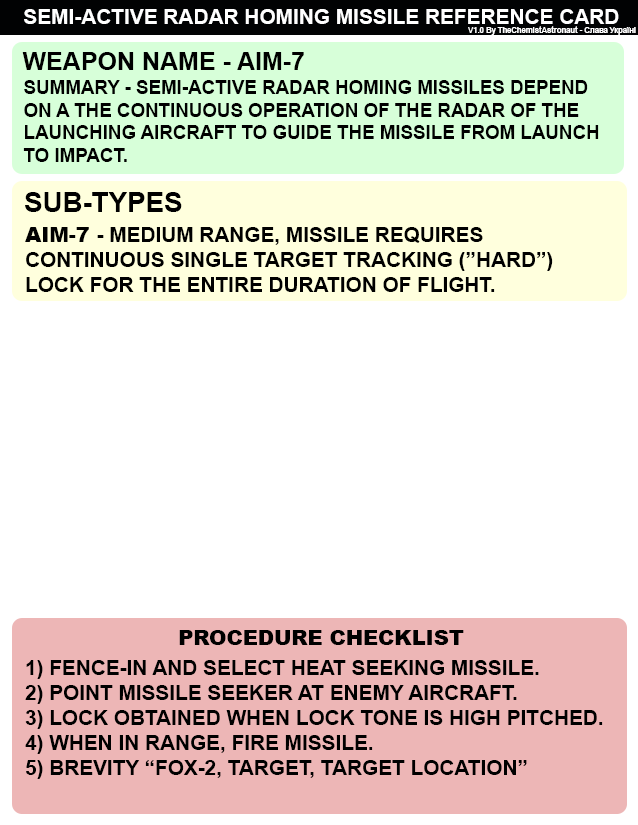 SEMI-ACTIVE RADAR HOMING MISSILE REFERENCE CARD
V1.0 By TheChemistAstronaut - Слава Україні
WEAPON NAME - AIM-7
SUMMARY - SEMI-ACTIVE RADAR HOMING MISSILES DEPEND
ON A THE CONTINUOUS OPERATION OF THE RADAR OF THE
LAUNCHING AIRCRAFT TO GUIDE THE MISSILE FROM LAUNCH
TO IMPACT.
SUB-TYPES
AIM-7 - MEDIUM RANGE, MISSILE REQUIRES
CONTINUOUS SINGLE TARGET TRACKING (”HARD”)
LOCK FOR THE ENTIRE DURATION OF FLIGHT.
PROCEDURE CHECKLIST
1) FENCE-IN AND SELECT HEAT SEEKING MISSILE.
2) POINT MISSILE SEEKER AT ENEMY AIRCRAFT.
3) LOCK OBTAINED WHEN LOCK TONE IS HIGH PITCHED.
4) WHEN IN RANGE, FIRE MISSILE.
5) BREVITY “FOX-2, TARGET, TARGET LOCATION”